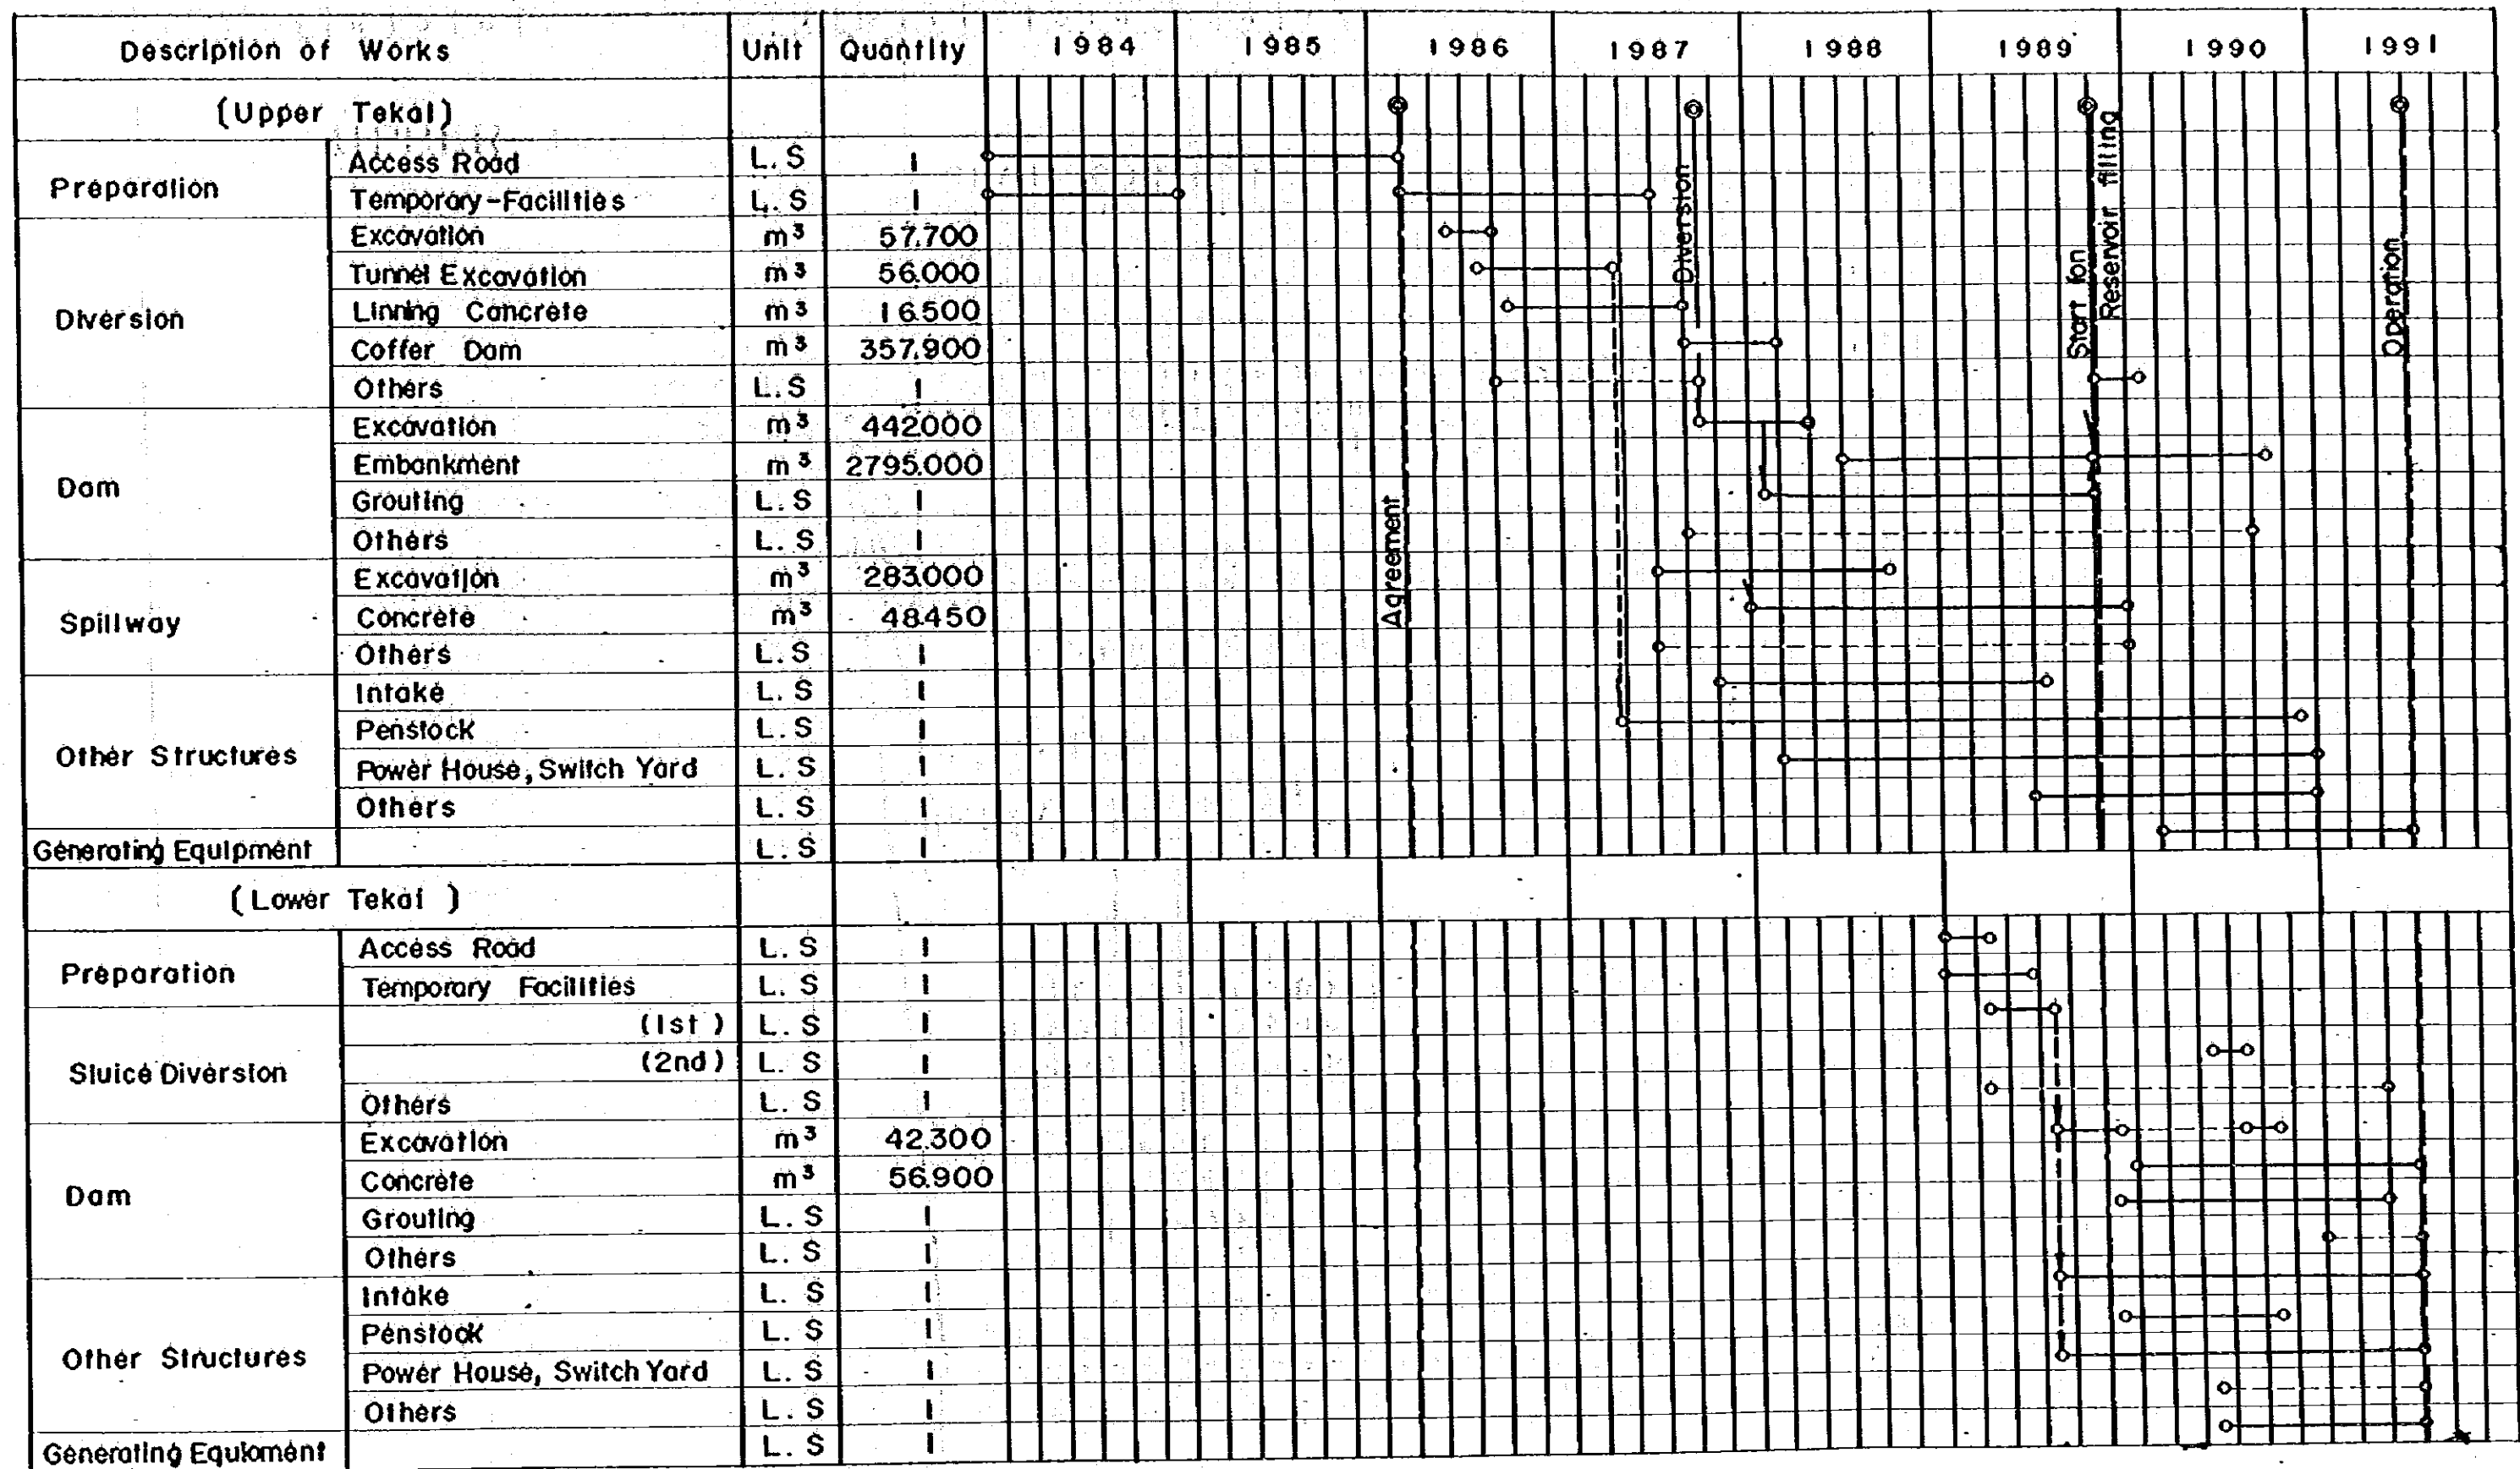 Description of Works Unit Quantity 1984 1985 1986 1987 1988 1989 1990 1991
(Upper Tekai)
Preparation
Access Road L. S 1
Temporary-Facilities L. S 1
Diversion
Excavation m³ 57.700
Tunnel Excavation m³ 56.000
Linning Concrete m³ 16.500
Coffer Dam m³ 357.900
Others L. S 1
Dam
Excavation m³ 442000
Embankment m³ 2795.000
Grouting L. S 1
Others L. S 1
Spillway
Excavation m³ 283.000
Concrete m³ 48.450
Others L. S 1
Other Structures
Intake L. S 1
Penstock L. S 1
Power House, Switch Yard L. S 1
Others L. S 1
Generating Equipment L. S 1
Agreement
Diversion
Start fon
Reservoir filling
Operation
(Lower Tekai )
Preparation
Access Road L. S 1
Temporary Facilities L. S 1
Sluice Diversion
(1st ) L. S 1
(2nd ) L. S 1
Others L. S 1
Dam
Excavation m³ 42.300
Concrete m³ 56.900
Grouting L. S 1
Others L. S 1
Other Structures
Intake L. S 1
Penstock L. S 1
Power House, Switch Yard L. S 1
Others L. S 1
Generating Equipment L. S 1